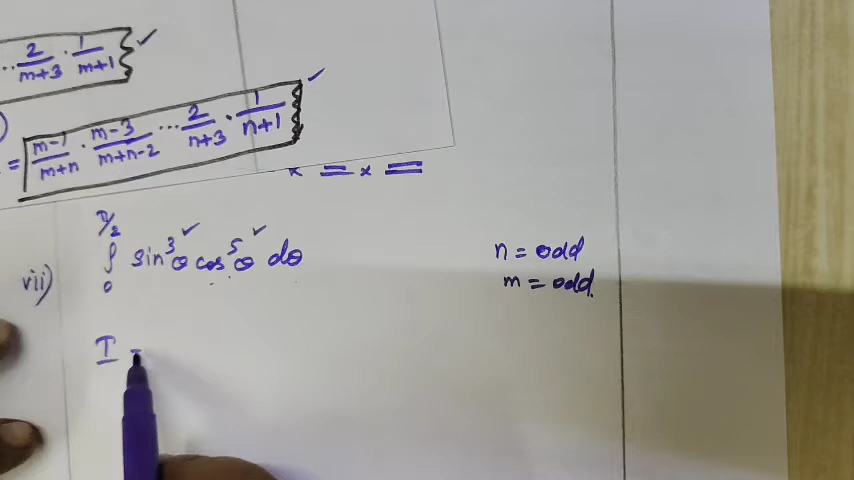 ··· 2/(m+3) · 1/(m+1) ✓
= (m-1)/(m+n) · (m-3)/(m+n-2) ··· 2/(n+3) · 1/(n+1) ✓
vii) ∫₀^(π/2) sin³θ cos⁵θ dθ
n = odd
m = odd.
I =